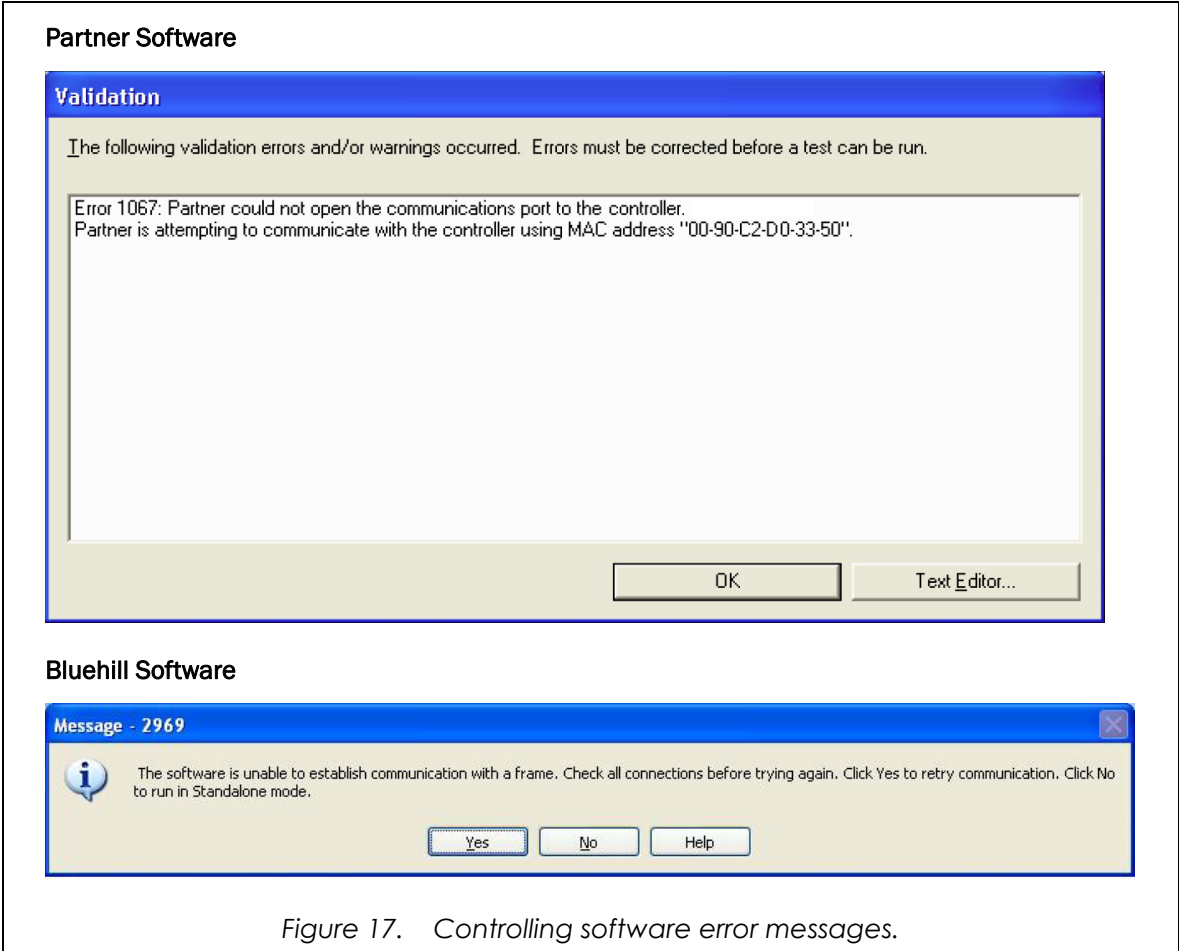 Partner Software
Validation
The following validation errors and/or warnings occurred.  Errors must be corrected before a test can be run.
Error 1067: Partner could not open the communications port to the controller.
Partner is attempting to communicate with the controller using MAC address "00-90-C2-D0-33-50".
OK
Text Editor...
Bluehill Software
Message - 2969
The software is unable to establish communication with a frame. Check all connections before trying again. Click Yes to retry communication. Click No
to run in Standalone mode.
Yes
No
Help
Figure 17.    Controlling software error messages.